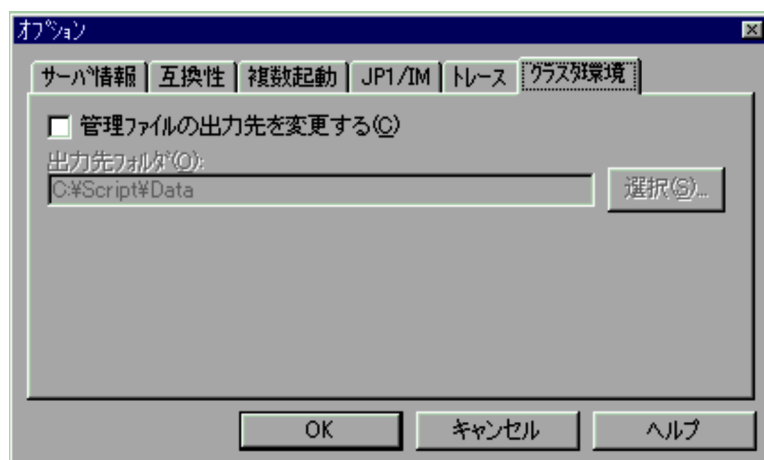 オプション
サーバ情報 互換性 複数起動 JP1/IM トレース クラスタ環境
管理ファイルの出力先を変更する(C)
出力先フォルダ(O):
C:¥Script¥Data 選択(S)...
OK キャンセル ヘルプ